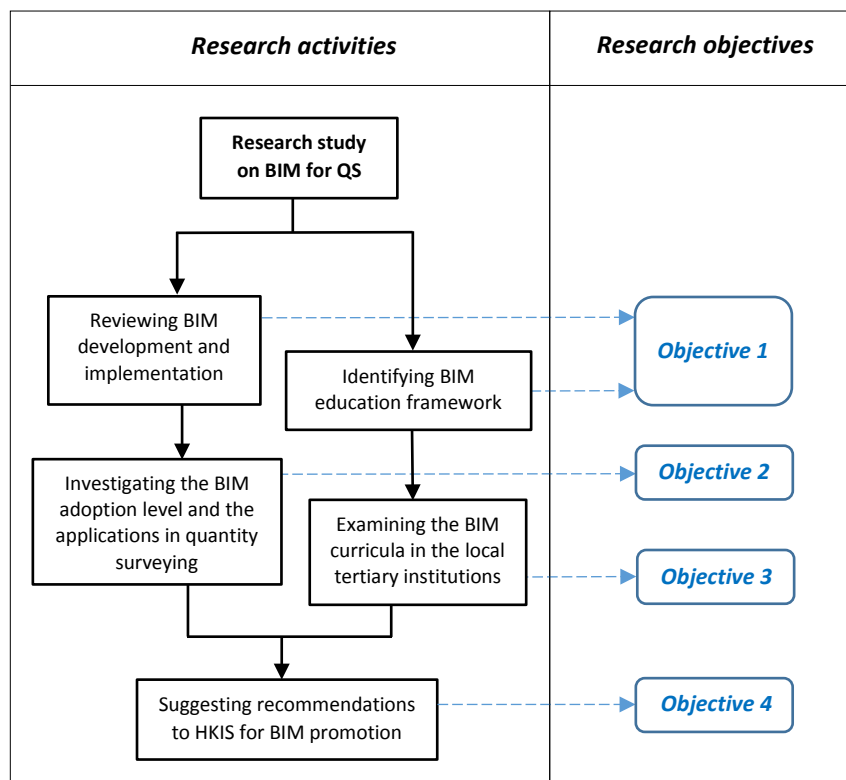 Research activities
Research objectives
Research study
on BIM for QS
Reviewing BIM
development and
implementation
Objective 1
Identifying BIM
education framework
Investigating the BIM
adoption level and the
applications in quantity
surveying
Objective 2
Examining the BIM
curricula in the local
tertiary institutions
Objective 3
Suggesting recommendations
to HKIS for BIM promotion
Objective 4